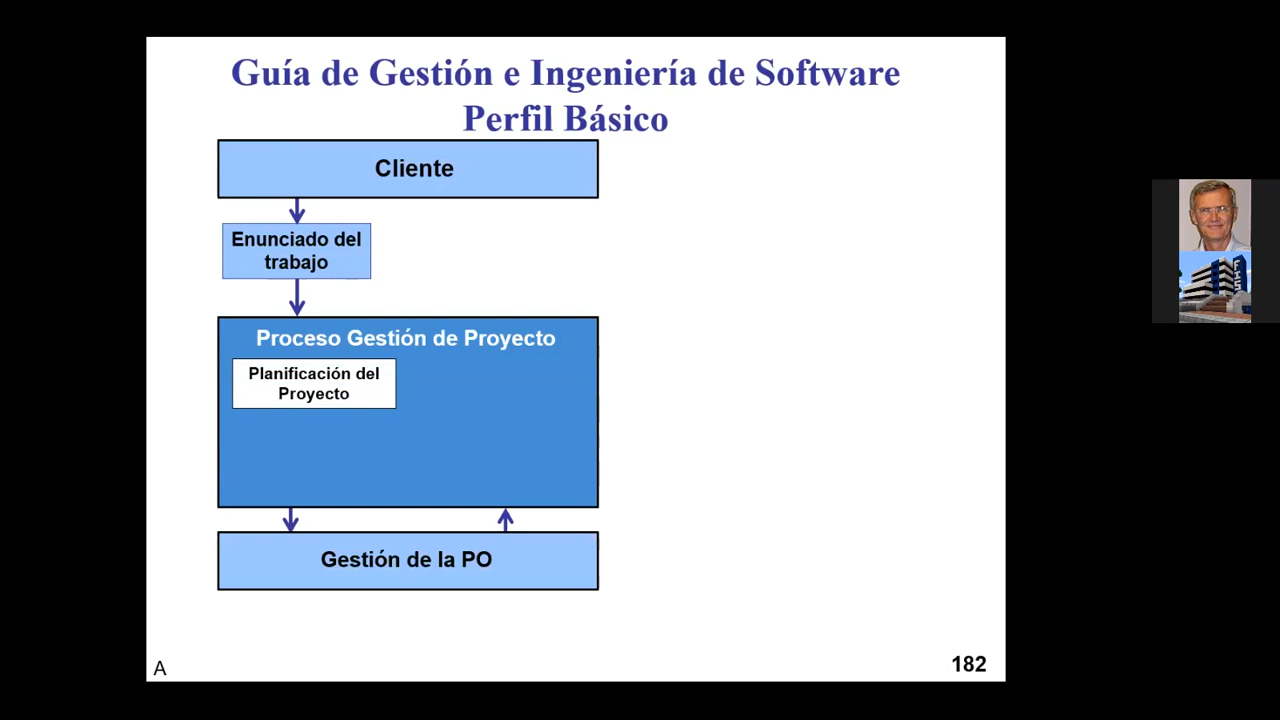 Guía de Gestión e Ingeniería de Software
Perfil Básico
Cliente
Enunciado del
trabajo
Proceso Gestión de Proyecto
Planificación del
Proyecto
Gestión de la PO
A
182